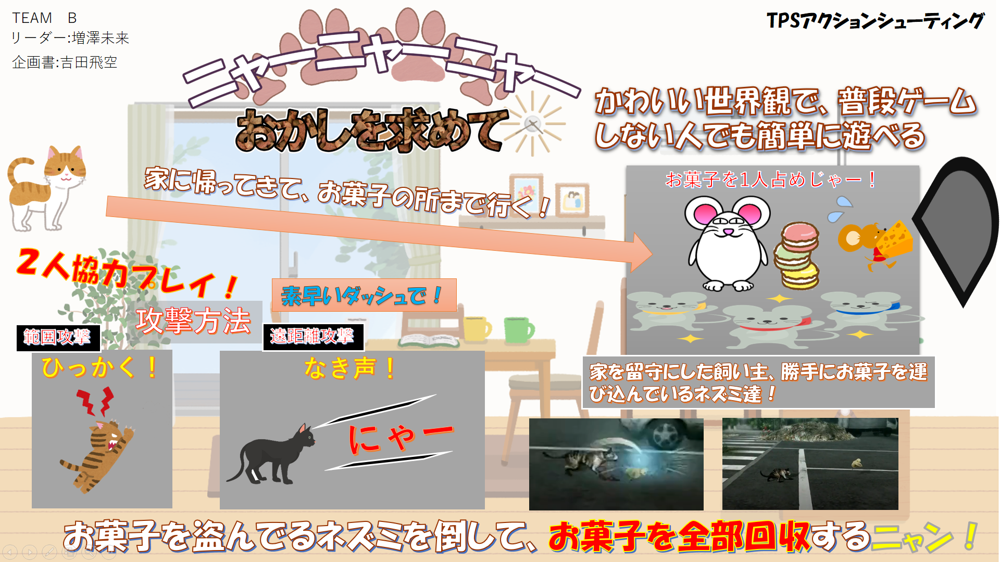 TEAM　B
リーダー:増澤未来
企画書:吉田飛空
TPSアクションシューティング
ニャーニャーニャー
おかしを求めて
かわいい世界観で、普段ゲーム
しない人でも簡単に遊べる
家に帰ってきて、お菓子の所まで行く！
お菓子を1人占めじゃー！
2人協力プレイ！
素早いダッシュで！
攻撃方法
範囲攻撃
ひっかく！
遠距離攻撃
なき声！
にゃー
家を留守にした飼い主、勝手にお菓子を運
び込んでいるネズミ達！
お菓子を盗んでるネズミを倒して、お菓子を全部回収するニャン！